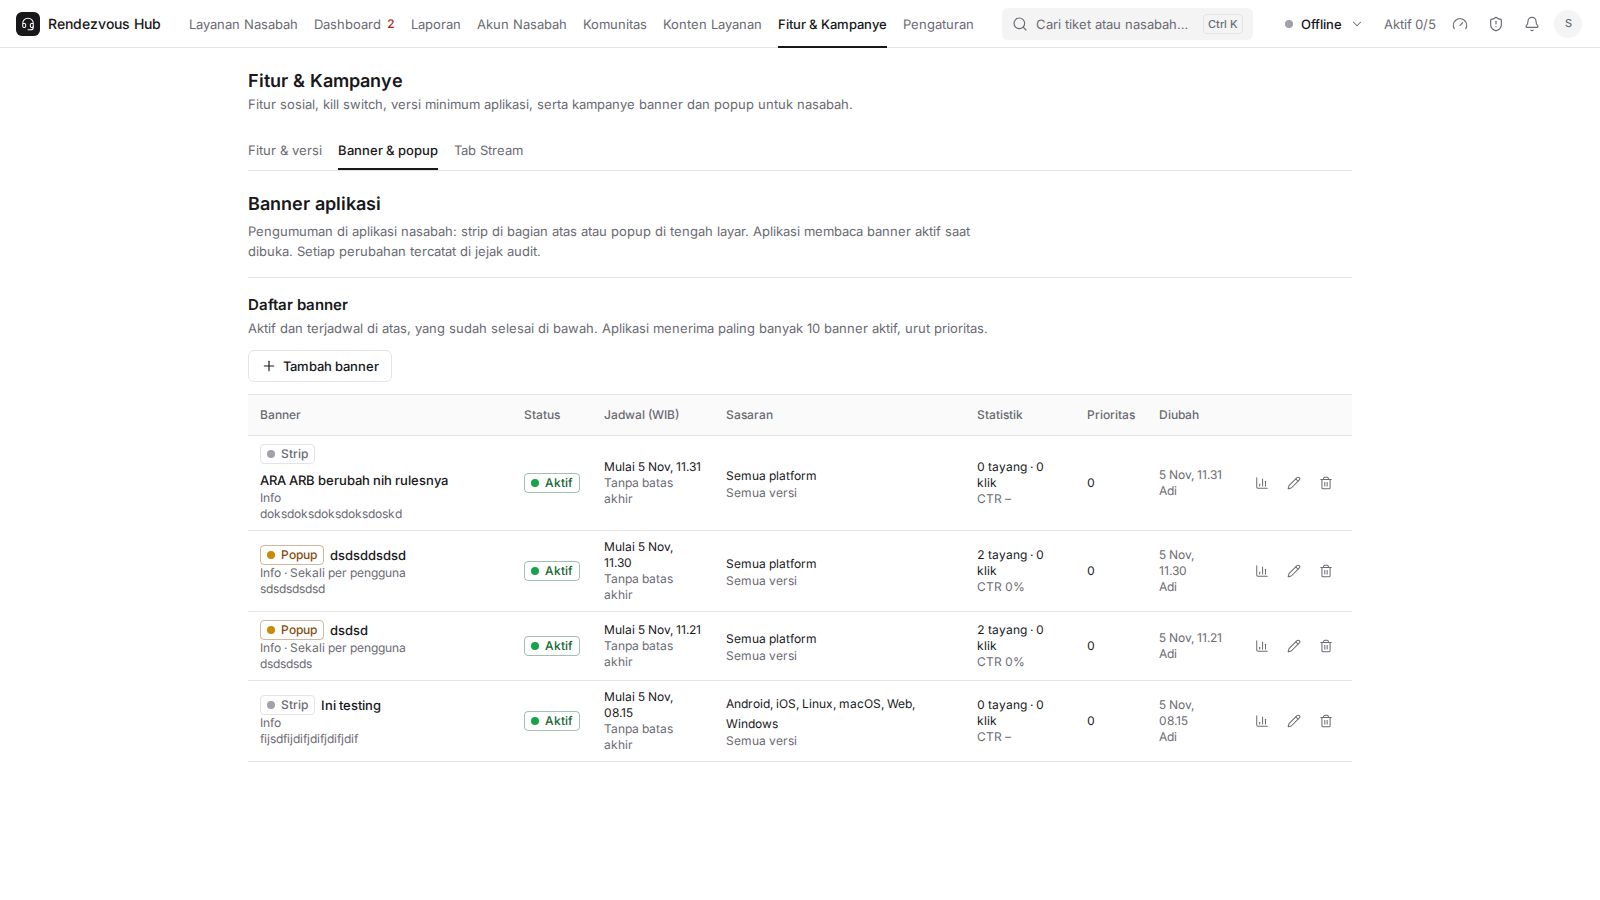 Rendezvous Hub
Layanan Nasabah
Dashboard 2
Laporan
Akun Nasabah
Komunitas
Konten Layanan
Fitur & Kampanye
Pengaturan
Cari tiket atau nasabah...
Ctrl K
Offline
Aktif 0/5
S
Fitur & Kampanye
Fitur sosial, kill switch, versi minimum aplikasi, serta kampanye banner dan popup untuk nasabah.
Fitur & versi
Banner & popup
Tab Stream
Banner aplikasi
Pengumuman di aplikasi nasabah: strip di bagian atas atau popup di tengah layar. Aplikasi membaca banner aktif saat
dibuka. Setiap perubahan tercatat di jejak audit.
Daftar banner
Aktif dan terjadwal di atas, yang sudah selesai di bawah. Aplikasi menerima paling banyak 10 banner aktif, urut prioritas.
Tambah banner
Banner
Status
Jadwal (WIB)
Sasaran
Statistik
Prioritas
Diubah
Strip
ARA ARB berubah nih rulesnya
Info
doksdoksdoksdoksdoskd
Aktif
Mulai 5 Nov, 11.31
Tanpa batas
akhir
Semua platform
Semua versi
0 tayang · 0
klik
CTR –
0
5 Nov, 11.31
Adi
Popup
dsdsddsdsd
Info · Sekali per pengguna
sdsdsdsdsd
Aktif
Mulai 5 Nov,
11.30
Tanpa batas
akhir
Semua platform
Semua versi
2 tayang · 0
klik
CTR 0%
0
5 Nov,
11.30
Adi
Popup
dsdsd
Info · Sekali per pengguna
dsdsdsds
Aktif
Mulai 5 Nov, 11.21
Tanpa batas
akhir
Semua platform
Semua versi
2 tayang · 0
klik
CTR 0%
0
5 Nov, 11.21
Adi
Strip
Ini testing
Info
fijsdfijdifjdifjdifjdif
Aktif
Mulai 5 Nov,
08.15
Tanpa batas
akhir
Android, iOS, Linux, macOS, Web,
Windows
Semua versi
0 tayang · 0
klik
CTR –
0
5 Nov,
08.15
Adi